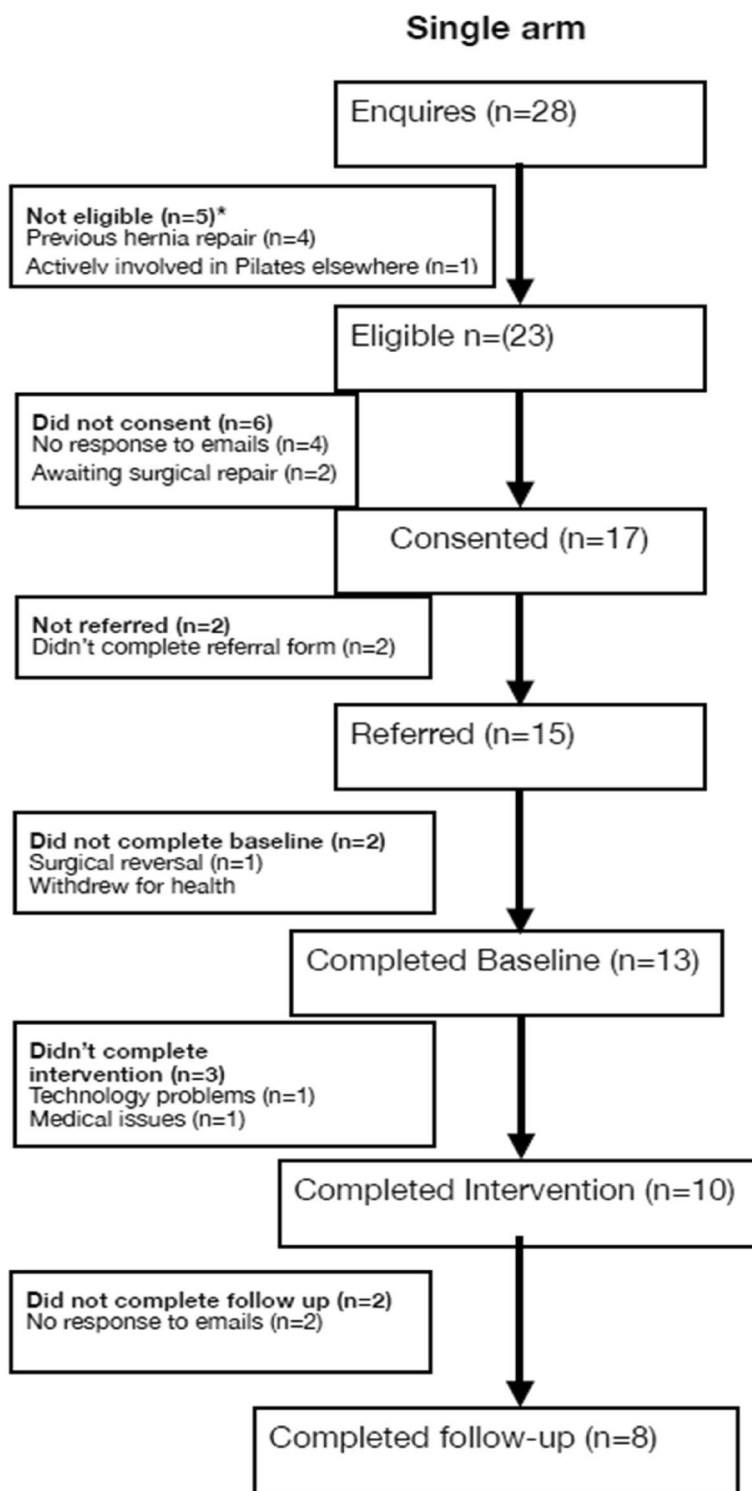 Single arm
Enquires (n=28)
Not eligible (n=5)*
Previous hernia repair (n=4)
Actively involved in Pilates elsewhere (n=1)
Eligible n=(23)
Did not consent (n=6)
No response to emails (n=4)
Awaiting surgical repair (n=2)
Consented (n=17)
Not referred (n=2)
Didn't complete referral form (n=2)
Referred (n=15)
Did not complete baseline (n=2)
Surgical reversal (n=1)
Withdrew for health
Completed Baseline (n=13)
Didn't complete
intervention (n=3)
Technology problems (n=1)
Medical issues (n=1)
Completed Intervention (n=10)
Did not complete follow up (n=2)
No response to emails (n=2)
Completed follow-up (n=8)